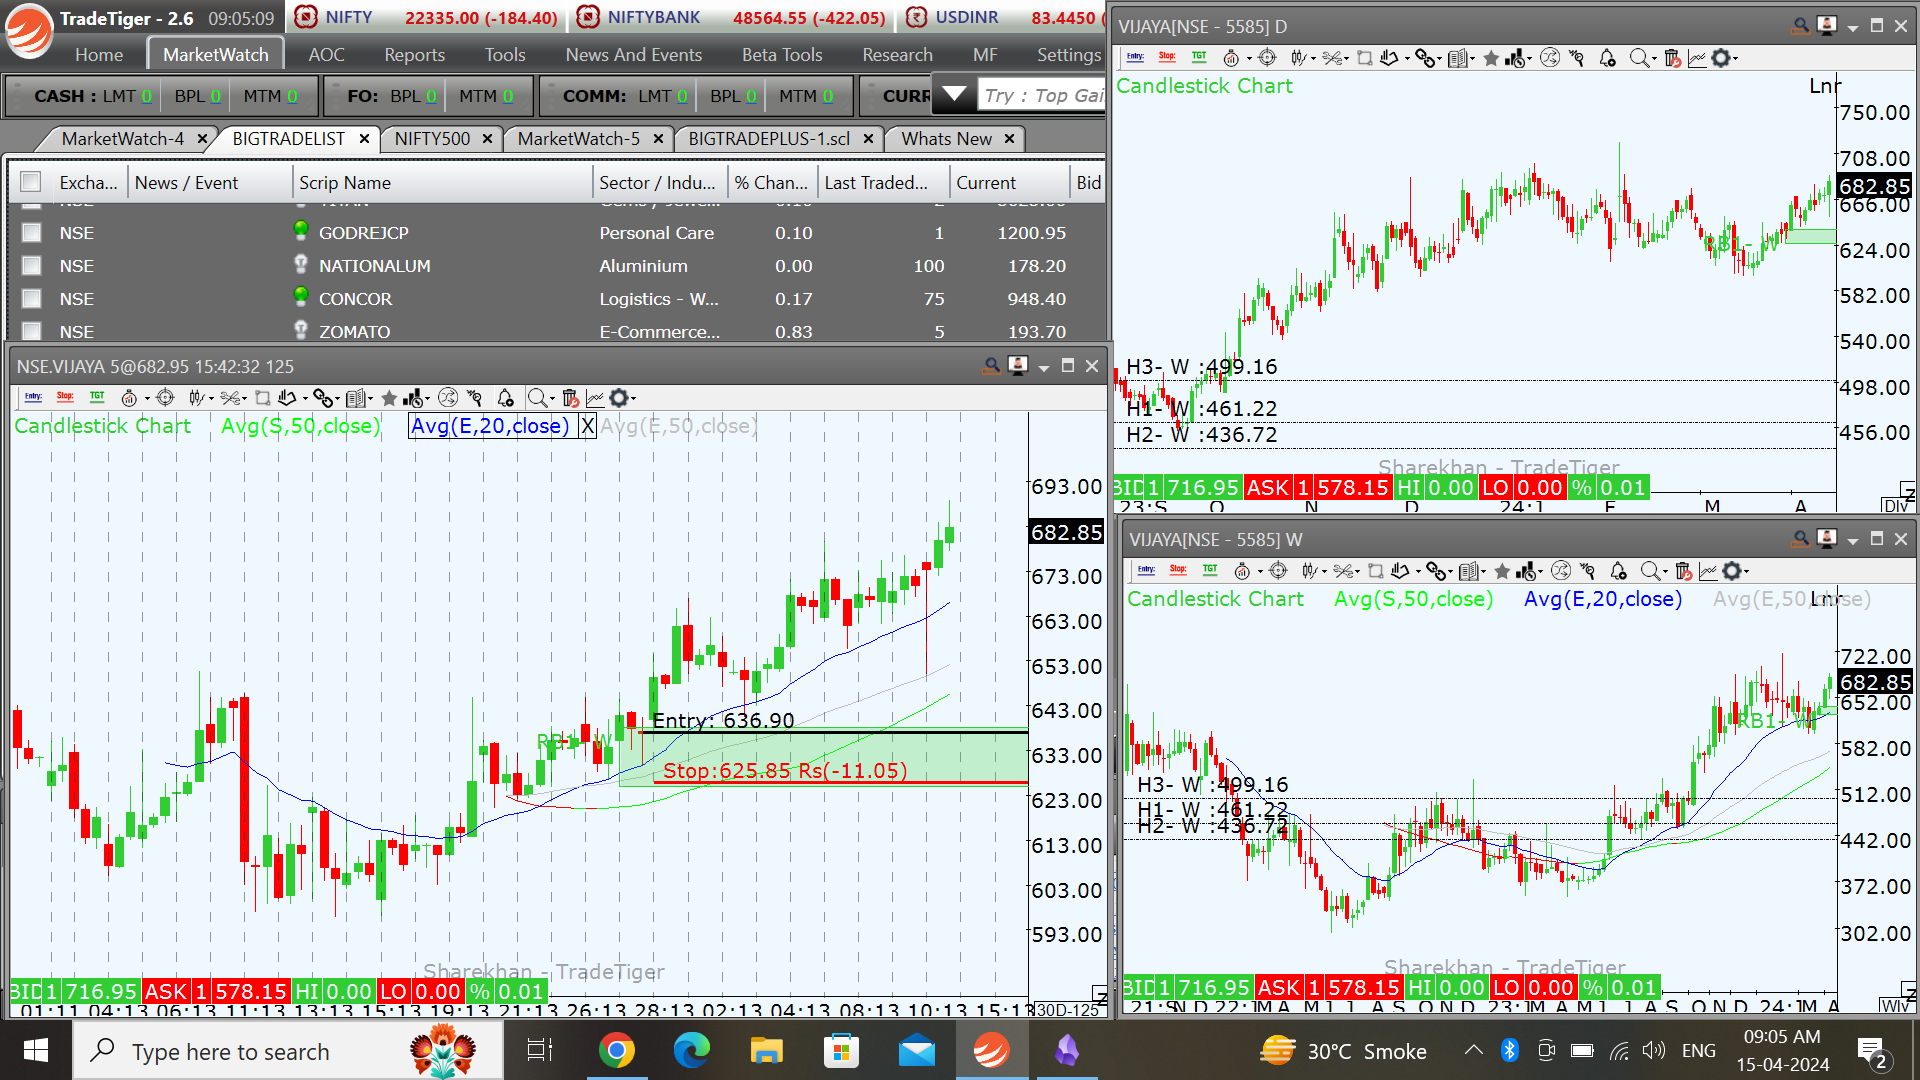 TradeTiger - 2.6 09:05:09
NIFTY 22335.00 (-184.40)
NIFTYBANK 48564.55 (-422.05)
USDINR 83.4450 (
Home MarketWatch AOC Reports Tools News And Events Beta Tools Research MF Settings
CASH : LMT 0 BPL 0 MTM 0
FO: BPL 0 MTM 0
COMM: LMT 0 BPL 0 MTM 0
CURR
Try : Top Gai
MarketWatch-4 × BIGTRADELIST × NIFTY500 × MarketWatch-5 × BIGTRADEPLUS-1.scl × Whats New ×
Excha... News / Event Scrip Name Sector / Indu... % Chan... Last Traded... Current Bid
NSE GODREJCP Personal Care 0.10 1 1200.95
NSE NATIONALUM Aluminium 0.00 100 178.20
NSE CONCOR Logistics - W... 0.17 75 948.40
NSE ZOMATO E-Commerce... 0.83 5 193.70
NSE.VIJAYA 5@682.95 15:42:32 125
Entry: Stop: TGT
Candlestick Chart Avg(S,50,close) Avg(E,20,close) X Avg(E,50,close)
693.00
682.85
673.00
663.00
653.00
643.00
633.00
623.00
613.00
603.00
593.00
Entry: 636.90
RB1- W
Stop:625.85 Rs(-11.05)
Sharekhan - TradeTiger
BID 1 716.95 ASK 1 578.15 HI 0.00 LO 0.00 % 0.01
01:11 04:13 06:13 13:13 15:13 19:13 21:13 26:13 28:13 02:13 04:13 08:13 10:13 15:13 30D-125
VIJAYA[NSE - 5585] D
Entry: Stop: TGT
Candlestick Chart
Lnr
750.00
708.00
682.85
666.00
624.00
582.00
540.00
498.00
456.00
RB1- W
H3- W :499.16
H1- W :461.22
H2- W :436.72
Sharekhan - TradeTiger
BID 1 716.95 ASK 1 578.15 HI 0.00 LO 0.00 % 0.01
23:S O N D 24:1 F M A Dly
VIJAYA[NSE - 5585] W
Entry: Stop: TGT
Candlestick Chart Avg(S,50,close) Avg(E,20,close) Avg(E,50,close)
Lnr
722.00
682.85
652.00
582.00
512.00
442.00
372.00
302.00
RB1- W
H3- W :499.16
H1- W :461.22
H2- W :436.72
Sharekhan - TradeTiger
BID 1 716.95 ASK 1 578.15 HI 0.00 LO 0.00 % 0.01
21:S N D 22:1 M A M J J A S O N D 23:1 M A M J J A S O N D 24:1 M A Wly
Type here to search
30°C Smoke
ENG
09:05 AM
15-04-2024
2